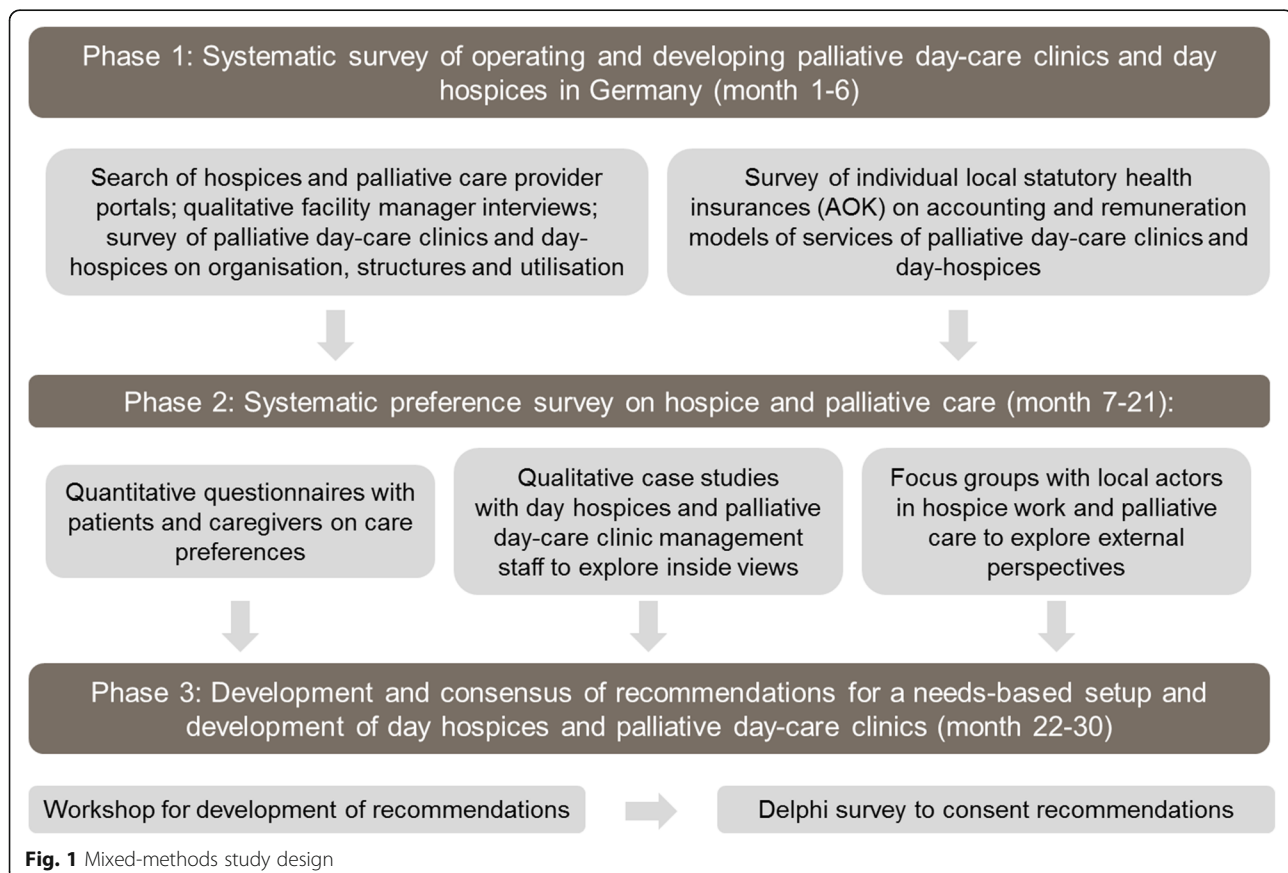 Phase 1: Systematic survey of operating and developing palliative day-care clinics and day
hospices in Germany (month 1-6)
Search of hospices and palliative care provider
portals; qualitative facility manager interviews;
survey of palliative day-care clinics and day-
hospices on organisation, structures and utilisation
Survey of individual local statutory health
insurances (AOK) on accounting and remuneration
models of services of palliative day-care clinics and
day-hospices
Phase 2: Systematic preference survey on hospice and palliative care (month 7-21):
Quantitative questionnaires with
patients and caregivers on care
preferences
Qualitative case studies
with day hospices and palliative
day-care clinic management
staff to explore inside views
Focus groups with local actors
in hospice work and palliative
care to explore external
perspectives
Phase 3: Development and consensus of recommendations for a needs-based setup and
development of day hospices and palliative day-care clinics (month 22-30)
Workshop for development of recommendations
Delphi survey to consent recommendations
Fig. 1 Mixed-methods study design